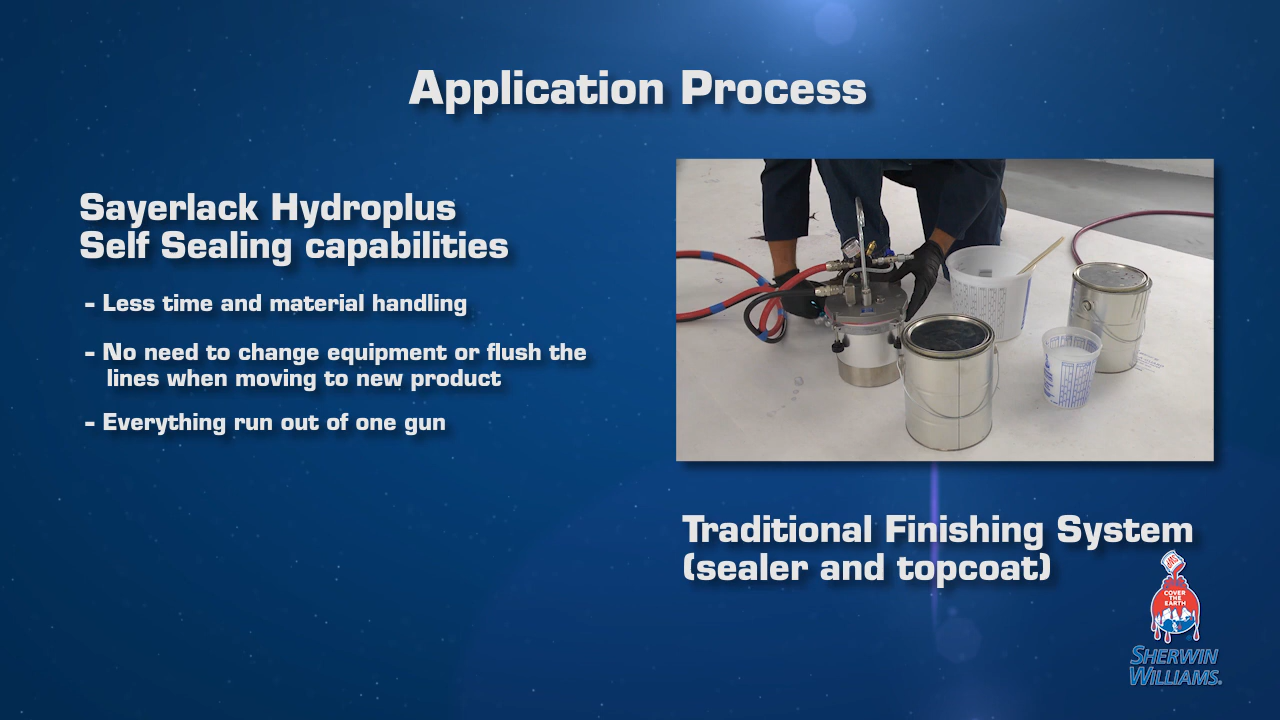 Application Process
Sayerlack Hydroplus
Self Sealing capabilities
- Less time and material handling
- No need to change equipment or flush the
lines when moving to new product
- Everything run out of one gun
Traditional Finishing System
(sealer and topcoat)
SWP
COVER
THE
EARTH
SHERWIN
WILLIAMS.